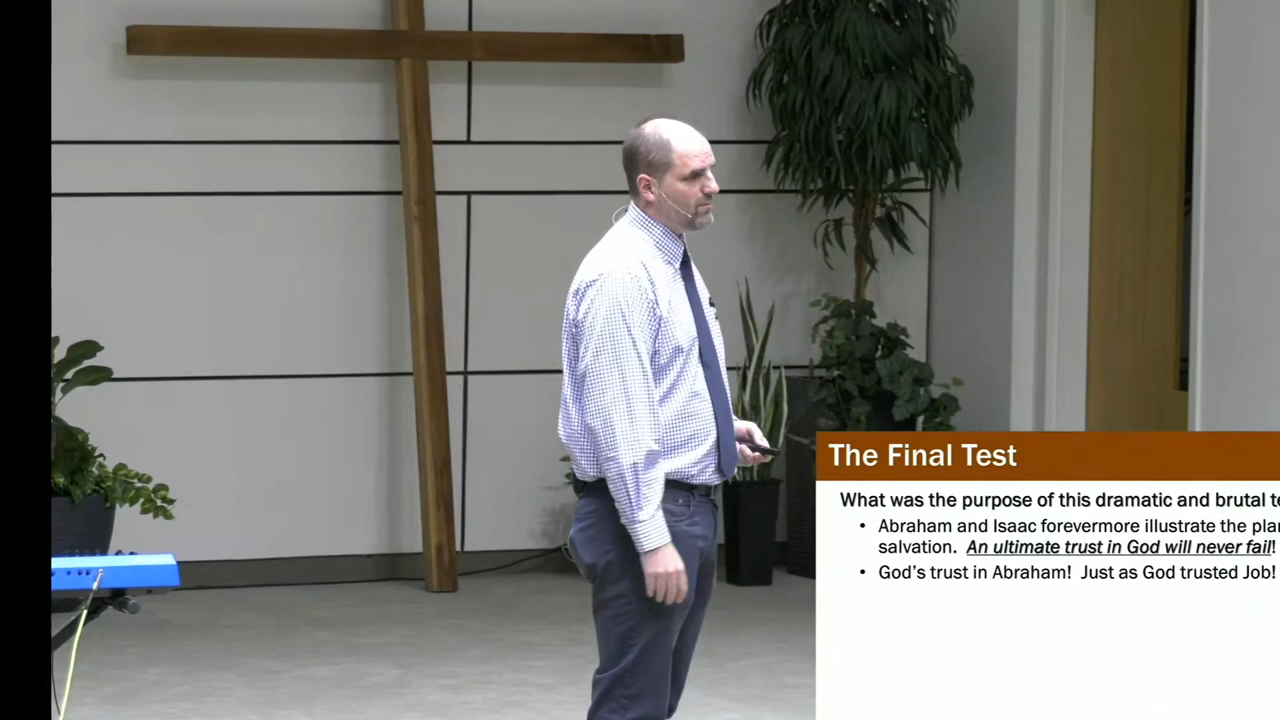 The Final Test
What was the purpose of this dramatic and brutal
• Abraham and Isaac forevermore illustrate the
salvation. An ultimate trust in God will never fail!
• God's trust in Abraham! Just as God trusted Job!